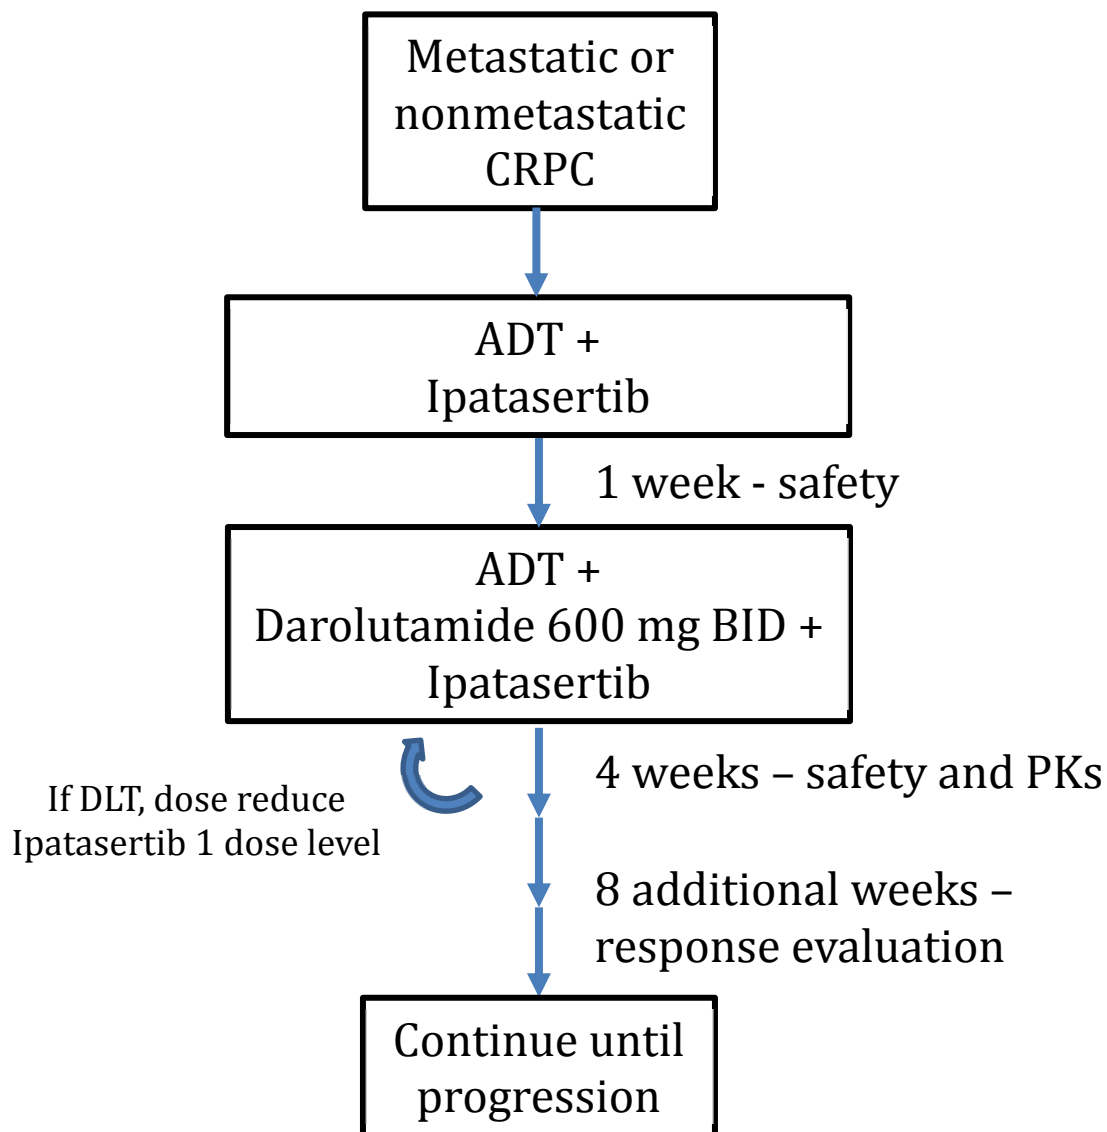 Metastatic or
nonmetastatic
CRPC
ADT +
Ipatasertib
1 week - safety
ADT +
Darolutamide 600 mg BID +
Ipatasertib
If DLT, dose reduce
Ipatasertib 1 dose level
4 weeks – safety and PKs
8 additional weeks –
response evaluation
Continue until
progression